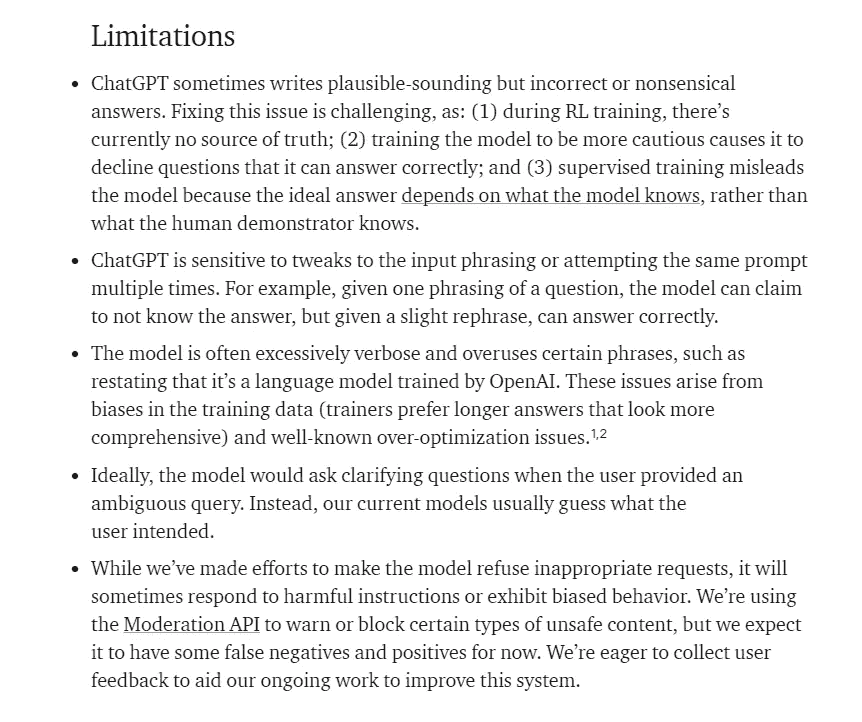 Limitations
• ChatGPT sometimes writes plausible-sounding but incorrect or nonsensical
answers. Fixing this issue is challenging, as: (1) during RL training, there’s
currently no source of truth; (2) training the model to be more cautious causes it to
decline questions that it can answer correctly; and (3) supervised training misleads
the model because the ideal answer depends on what the model knows, rather than
what the human demonstrator knows.
• ChatGPT is sensitive to tweaks to the input phrasing or attempting the same prompt
multiple times. For example, given one phrasing of a question, the model can claim
to not know the answer, but given a slight rephrase, can answer correctly.
• The model is often excessively verbose and overuses certain phrases, such as
restating that it’s a language model trained by OpenAI. These issues arise from
biases in the training data (trainers prefer longer answers that look more
comprehensive) and well-known over-optimization issues.1,2
• Ideally, the model would ask clarifying questions when the user provided an
ambiguous query. Instead, our current models usually guess what the
user intended.
• While we’ve made efforts to make the model refuse inappropriate requests, it will
sometimes respond to harmful instructions or exhibit biased behavior. We’re using
the Moderation API to warn or block certain types of unsafe content, but we expect
it to have some false negatives and positives for now. We’re eager to collect user
feedback to aid our ongoing work to improve this system.